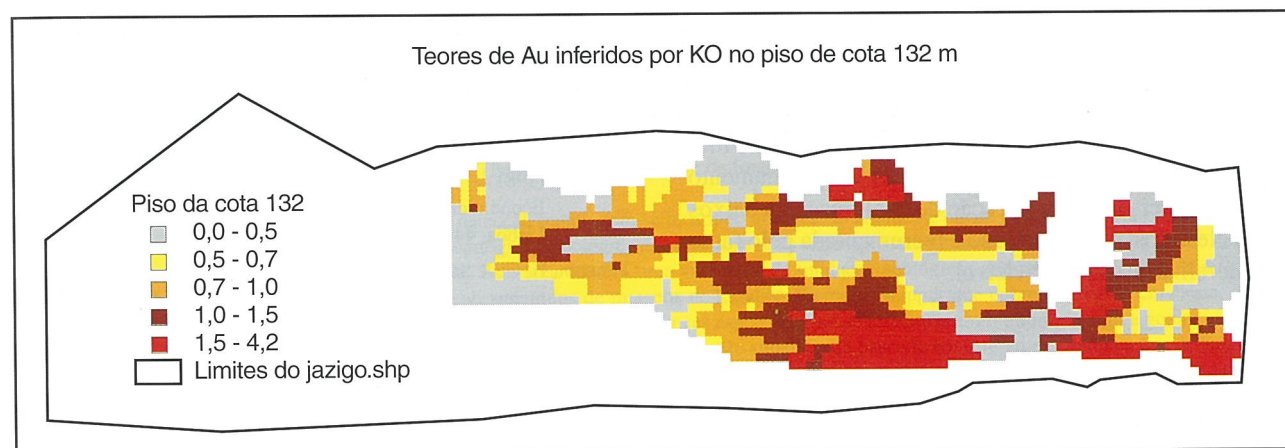 Teores de Au inferidos por KO no piso de cota 132 m
Piso da cota 132
0,0 - 0,5
0,5 - 0,7
0,7 - 1,0
1,0 - 1,5
1,5 - 4,2
Limites do jazigo.shp